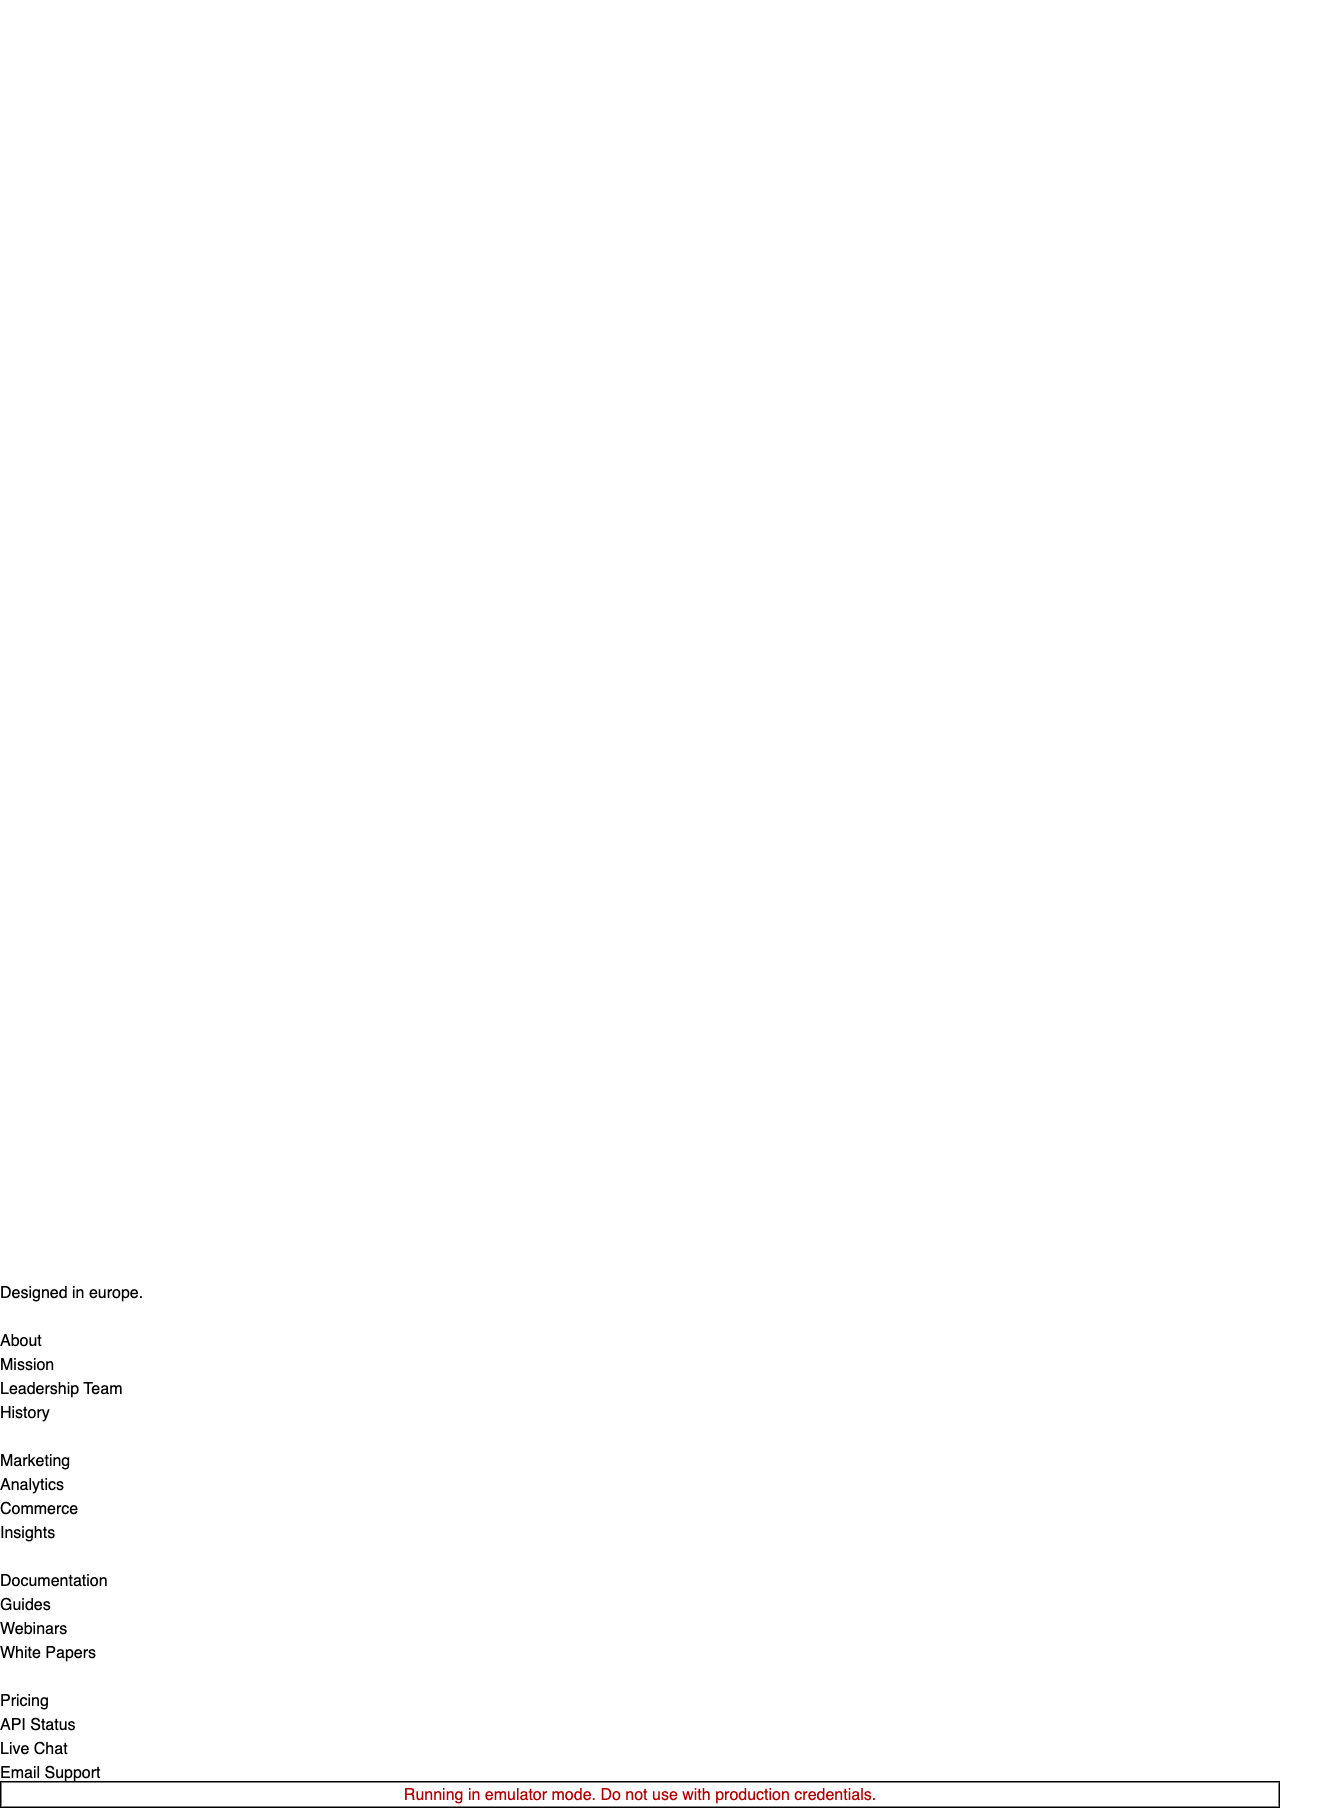 Designed in europe.
About
Mission
Leadership Team
History
Marketing
Analytics
Commerce
Insights
Documentation
Guides
Webinars
White Papers
Pricing
API Status
Live Chat
Email Support
Running in emulator mode. Do not use with production credentials.